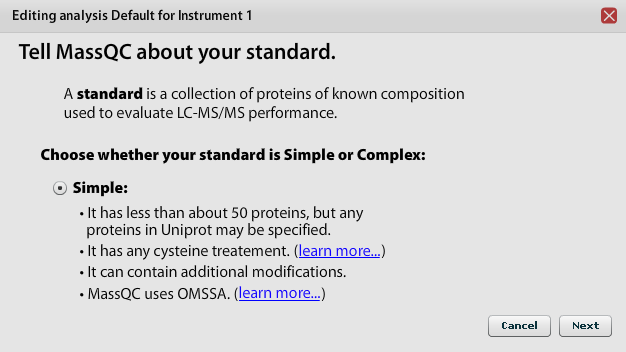 Editing analysis Default for Instrument 1
Tell MassQC about your standard.
A standard is a collection of proteins of known composition
used to evaluate LC-MS/MS performance.
Choose whether your standard is Simple or Complex:
Simple:
• It has less than about 50 proteins, but any
proteins in Uniprot may be specified.
• It has any cysteine treatement. (learn more...)
• It can contain additional modifications.
• MassQC uses OMSSA. (learn more...)
Cancel Next